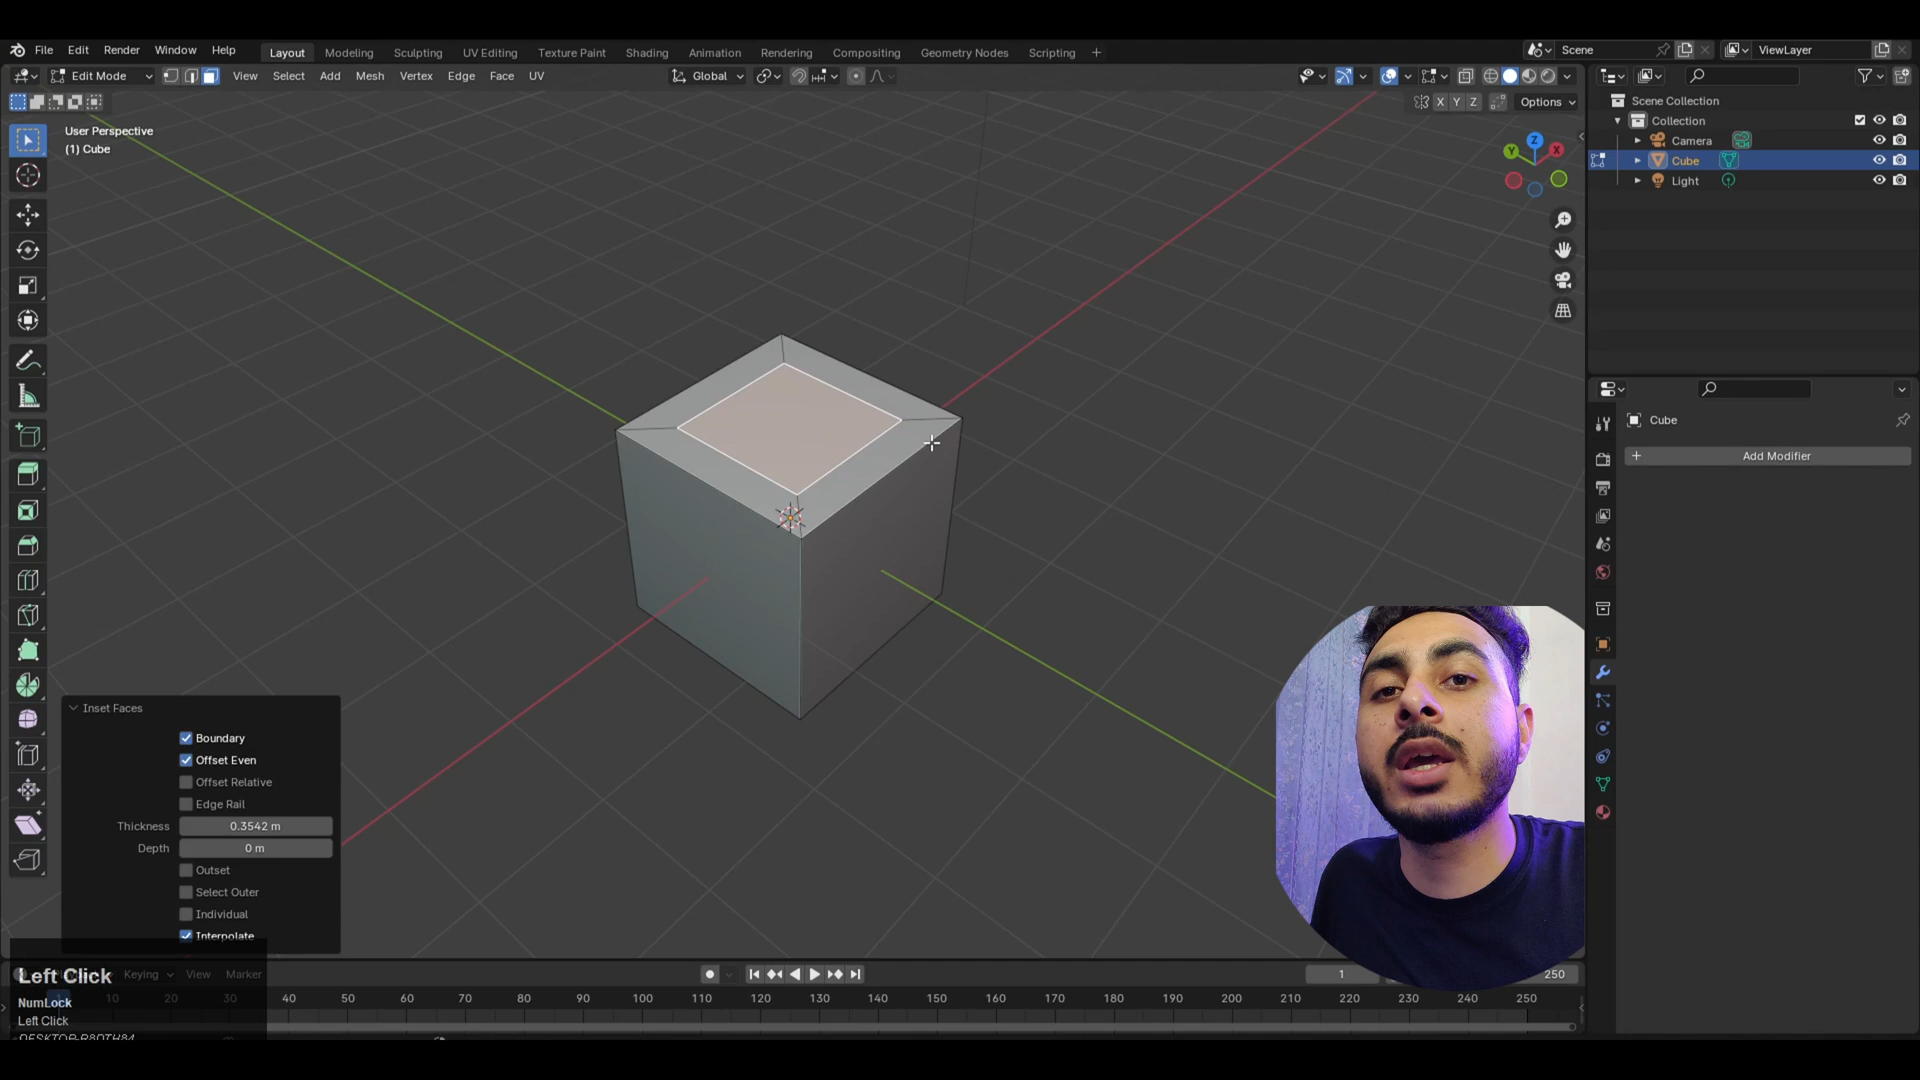 File Edit Render Window Help Layout Modeling Sculpting UV Editing Texture Paint Shading Animation Rendering Compositing Geometry Nodes Scripting + Scene ViewLayer
Edit Mode View Select Add Mesh Vertex Edge Face UV Global
X Y Z Options
User Perspective
(1) Cube
Z
Y X
Scene Collection
Collection
Camera
Cube
Light
Cube
+ Add Modifier
Inset Faces
Boundary
Offset Even
Offset Relative
Edge Rail
Thickness 0.3542 m
Depth 0 m
Outset
Select Outer
Individual
Interpolate
Left Click
Keying View Marker 1 250
NumLock
10 20 30 40 50 60 70 80 90 100 110 120 130 140 150 160 170 180 190 200 210 220 230 240 250
Left Click